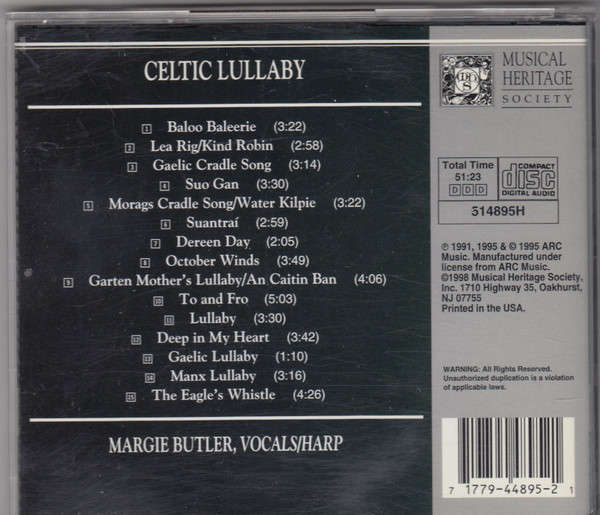 CELTIC LULLABY
1 Baloo Baleerie (3:22)
2 Lea Rig/Kind Robin (2:58)
3 Gaelic Cradle Song (3:14)
4 Suo Gan (3:30)
5 Morags Cradle Song/Water Kilpie (3:22)
6 Suantraí (2:59)
7 Dereen Day (2:05)
8 October Winds (3:49)
9 Garten Mother's Lullaby/An Caitin Ban (4:06)
10 To and Fro (5:03)
11 Lullaby (3:30)
12 Deep in My Heart (3:42)
13 Gaelic Lullaby (1:10)
14 Manx Lullaby (3:16)
15 The Eagle's Whistle (4:26)
MARGIE BUTLER, VOCALS/HARP
MUSICAL
HERITAGE
SOCIETY
Total Time
51:23
DDD
COMPACT
disc
DIGITAL AUDIO
514895H
℗ 1991, 1995 & © 1995 ARC
Music. Manufactured under
license from ARC Music.
©1998 Musical Heritage Society,
Inc. 1710 Highway 35, Oakhurst,
NJ 07755
Printed in the USA.
WARNING: All Rights Reserved.
Unauthorized duplication is a violation
of applicable laws.
7 1779-44895-2 1